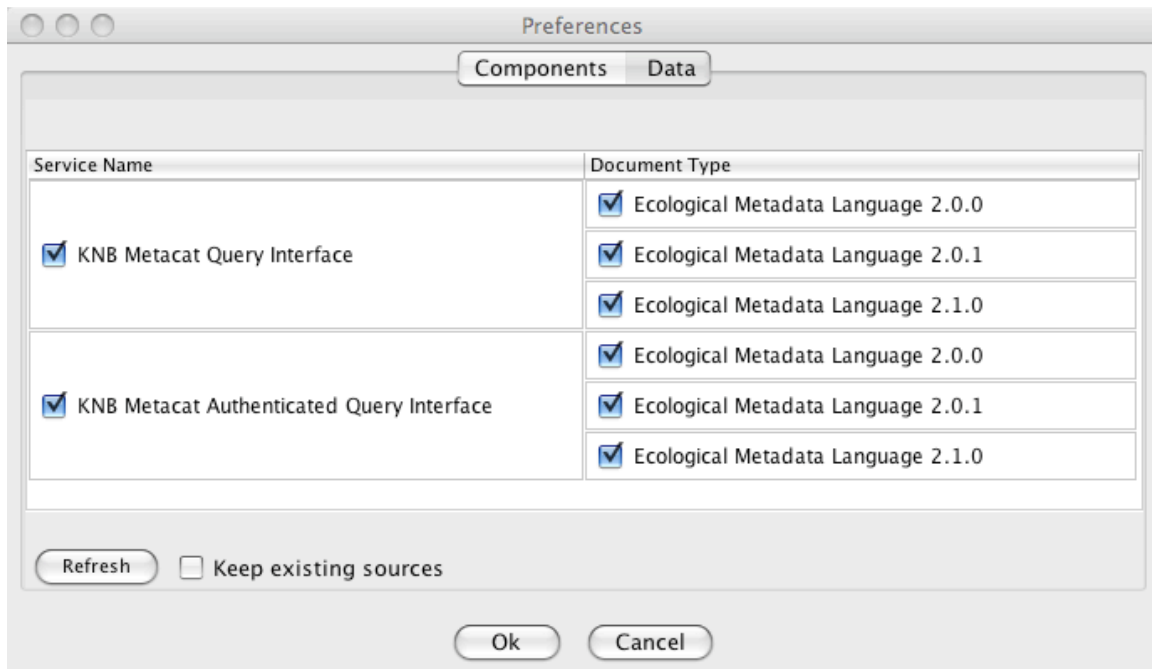 Preferences
Components Data
Service Name Document Type
KNB Metacat Query Interface
Ecological Metadata Language 2.0.0
Ecological Metadata Language 2.0.1
Ecological Metadata Language 2.1.0
KNB Metacat Authenticated Query Interface
Ecological Metadata Language 2.0.0
Ecological Metadata Language 2.0.1
Ecological Metadata Language 2.1.0
Refresh Keep existing sources
Ok Cancel